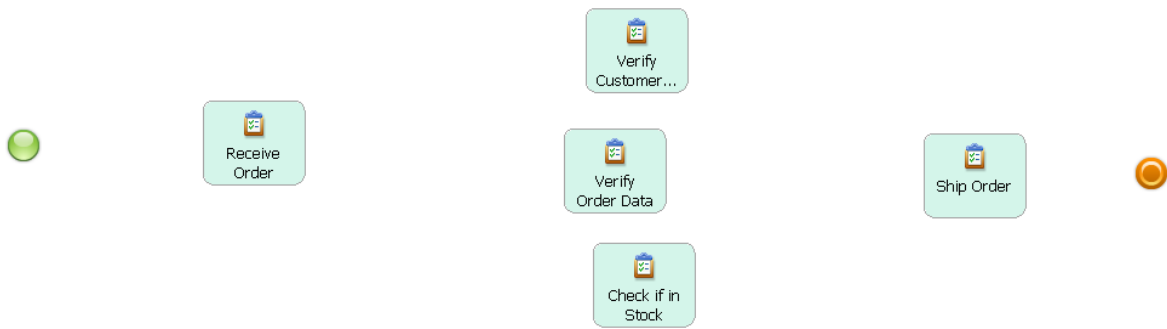 Verify
Customer...
Receive
Order
Verify
Order Data
Ship Order
Check if in
Stock